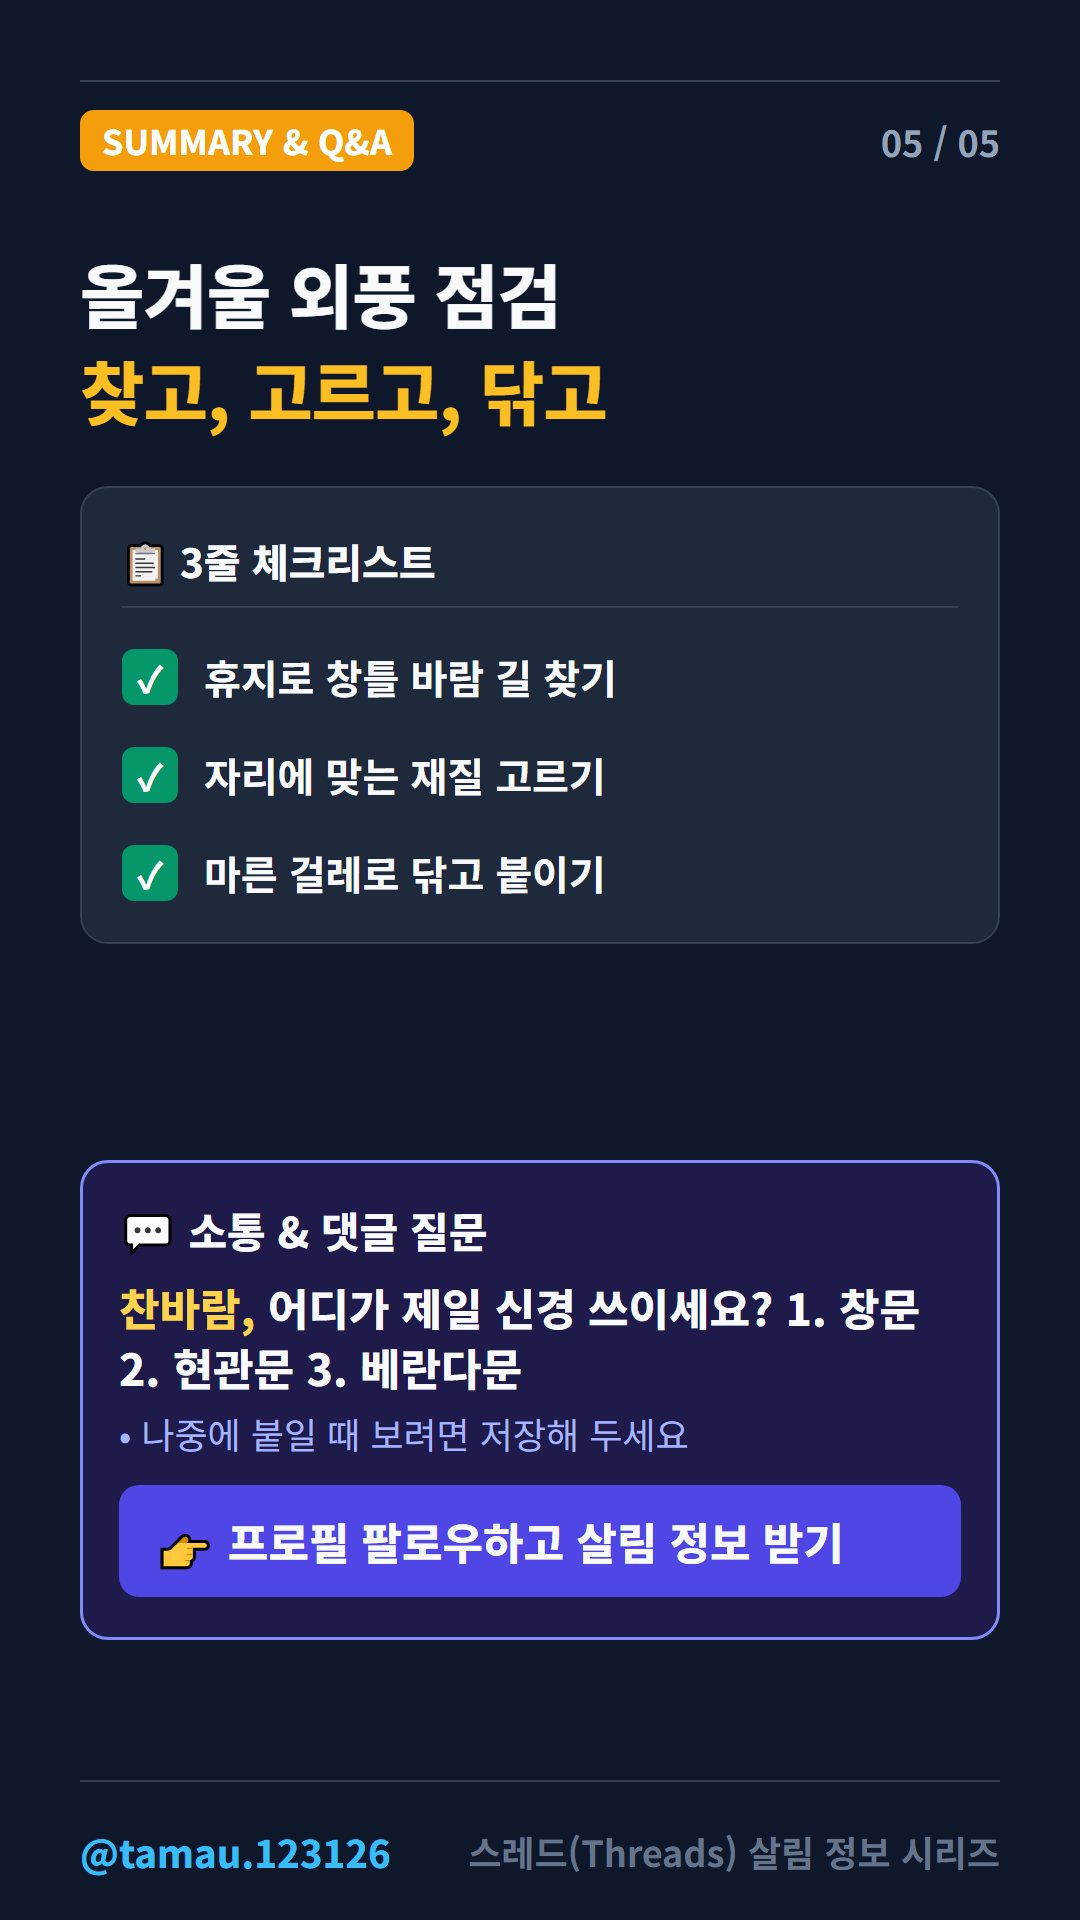 SUMMARY & Q&A
05 / 05
올겨울 외풍 점검
찾고, 고르고, 닦고
📋 3줄 체크리스트
✓ 휴지로 창틀 바람 길 찾기
✓ 자리에 맞는 재질 고르기
✓ 마른 걸레로 닦고 붙이기
💬 소통 & 댓글 질문
찬바람, 어디가 제일 신경 쓰이세요? 1. 창문
2. 현관문 3. 베란다문
• 나중에 붙일 때 보려면 저장해 두세요
👉 프로필 팔로우하고 살림 정보 받기
@tamau.123126
스레드(Threads) 살림 정보 시리즈